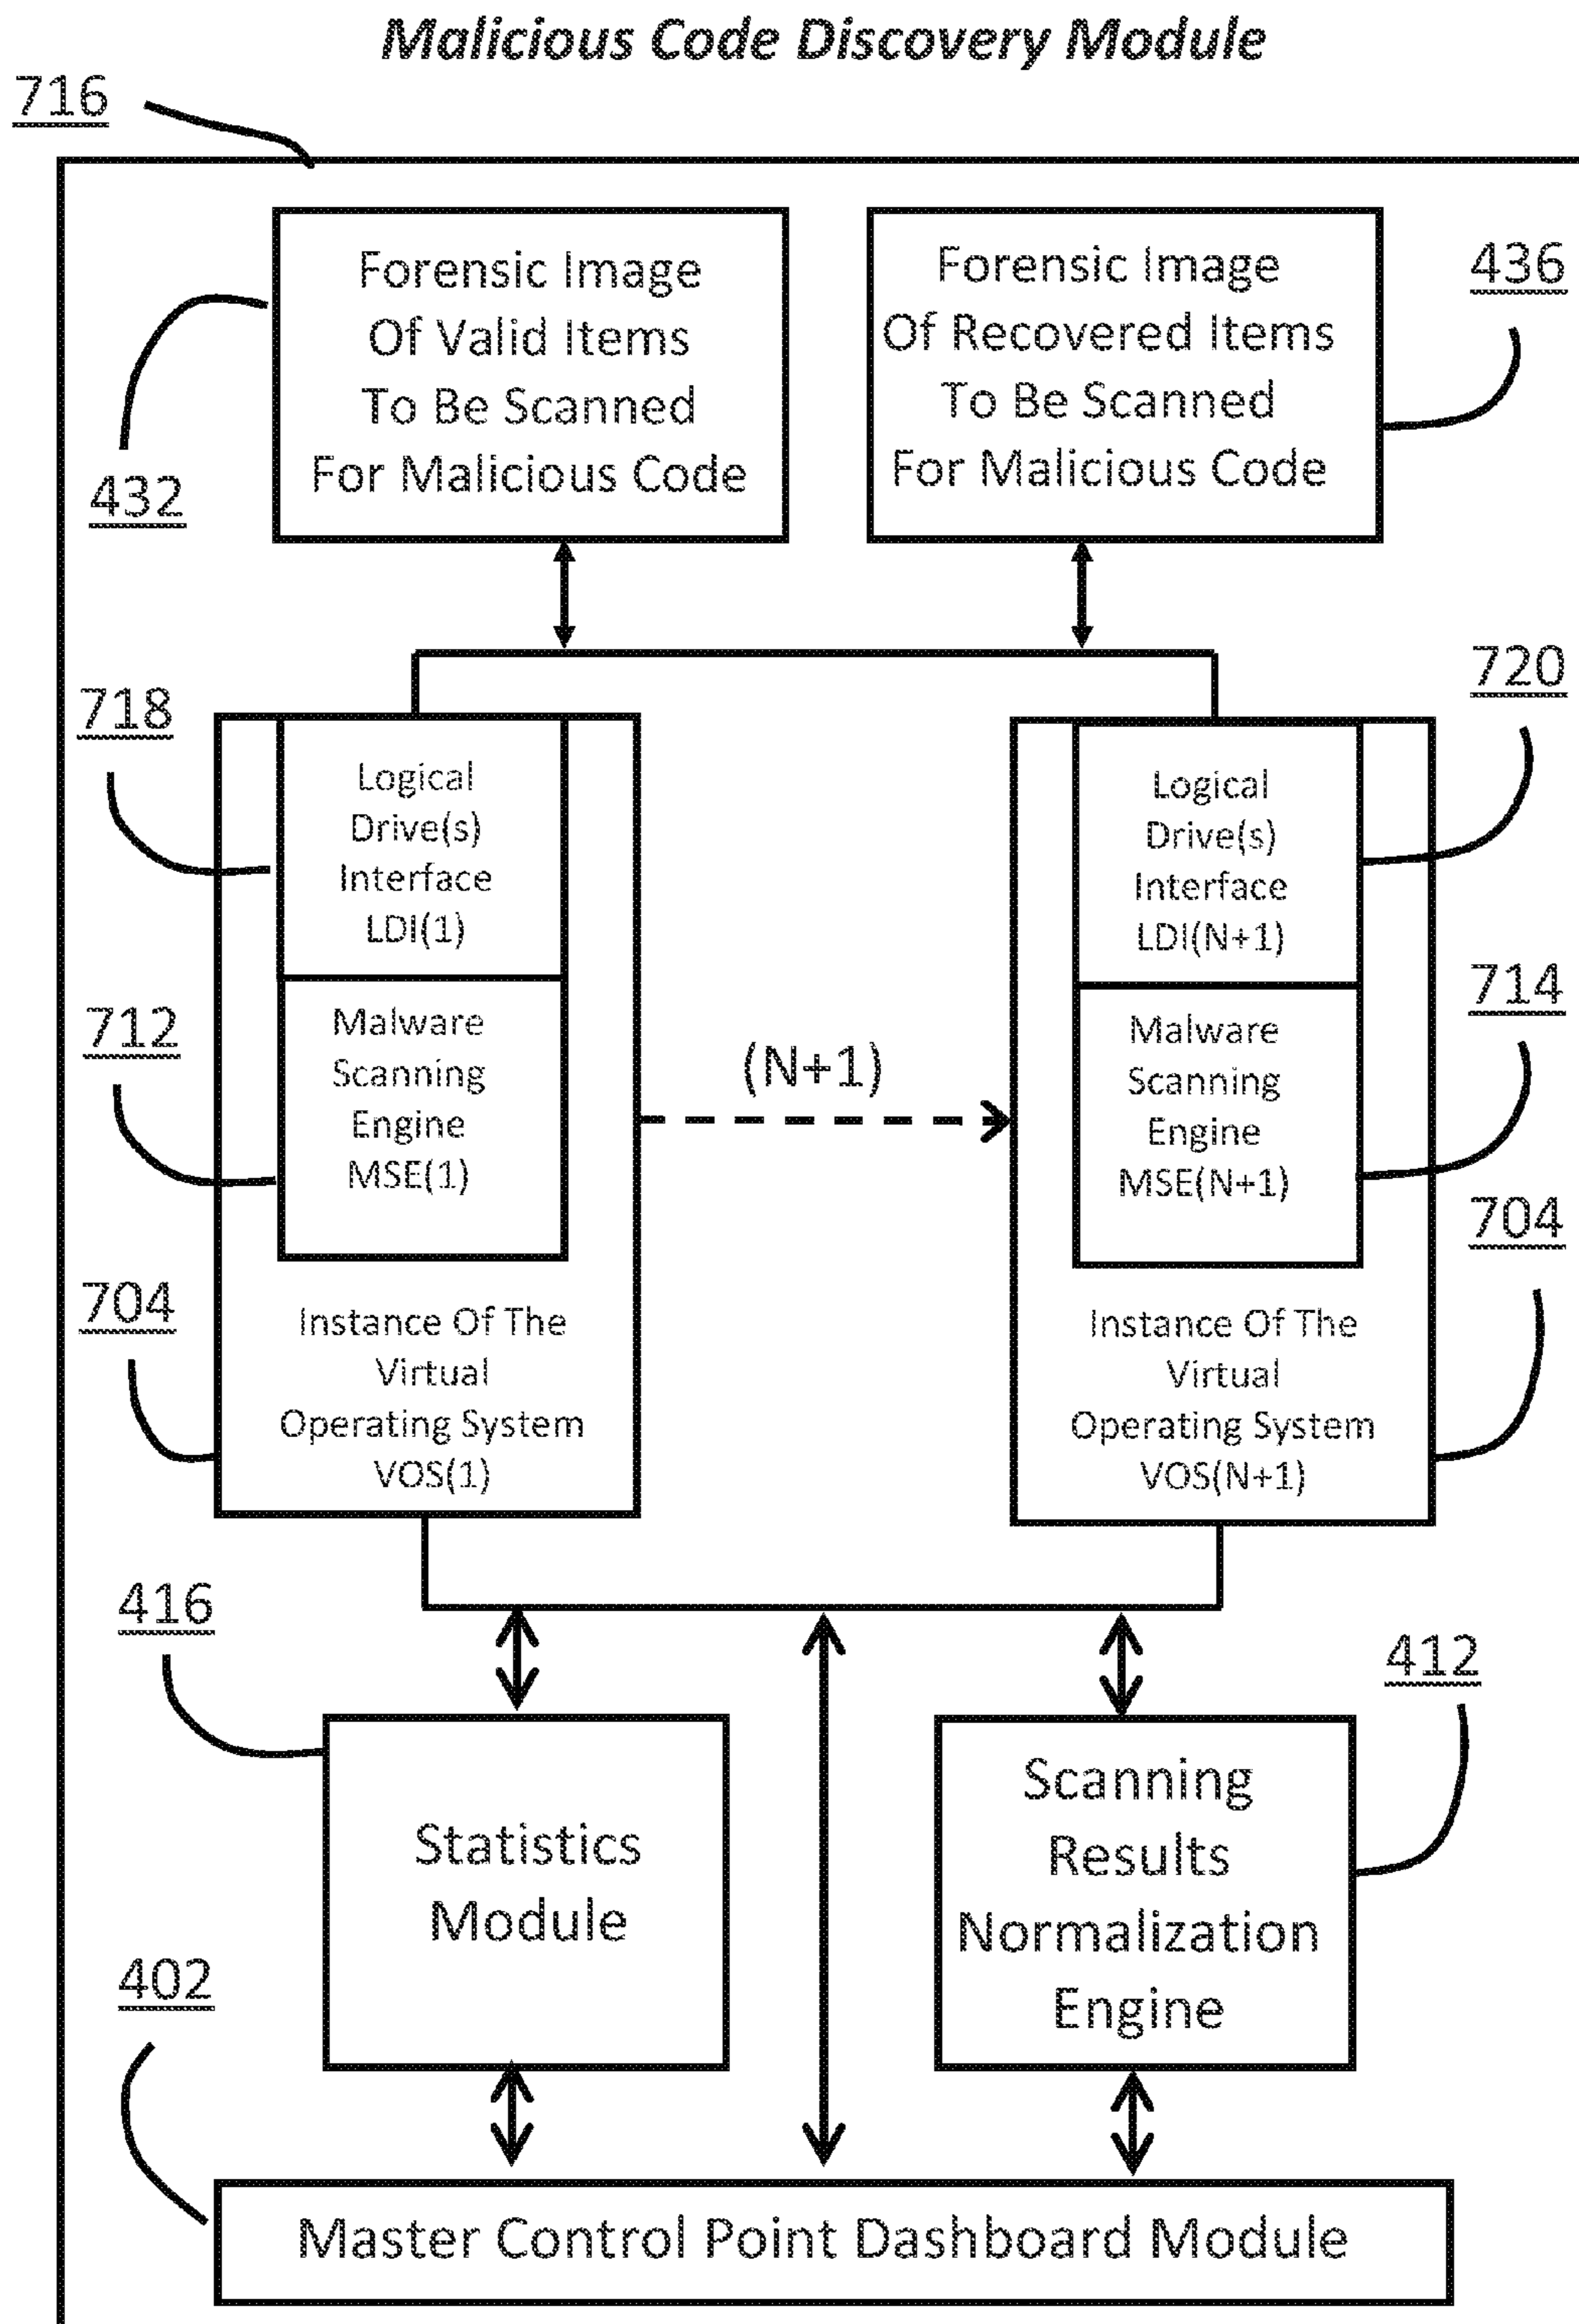 Malicious Code Discovery Module
716
Forensic Image
Of Valid Items
To Be Scanned
For Malicious Code
432
Forensic Image
Of Recovered Items
To Be Scanned
For Malicious Code
436
718
Logical
Drive(s)
Interface
LDI(1)
720
Logical
Drive(s)
Interface
LDI(N+1)
712
Malware
Scanning
Engine
MSE(1)
(N+1)
714
Malware
Scanning
Engine
MSE(N+1)
704
Instance Of The
Virtual
Operating System
VOS(1)
704
Instance Of The
Virtual
Operating System
VOS(N+1)
416
Statistics
Module
412
Scanning
Results
Normalization
Engine
402
Master Control Point Dashboard Module